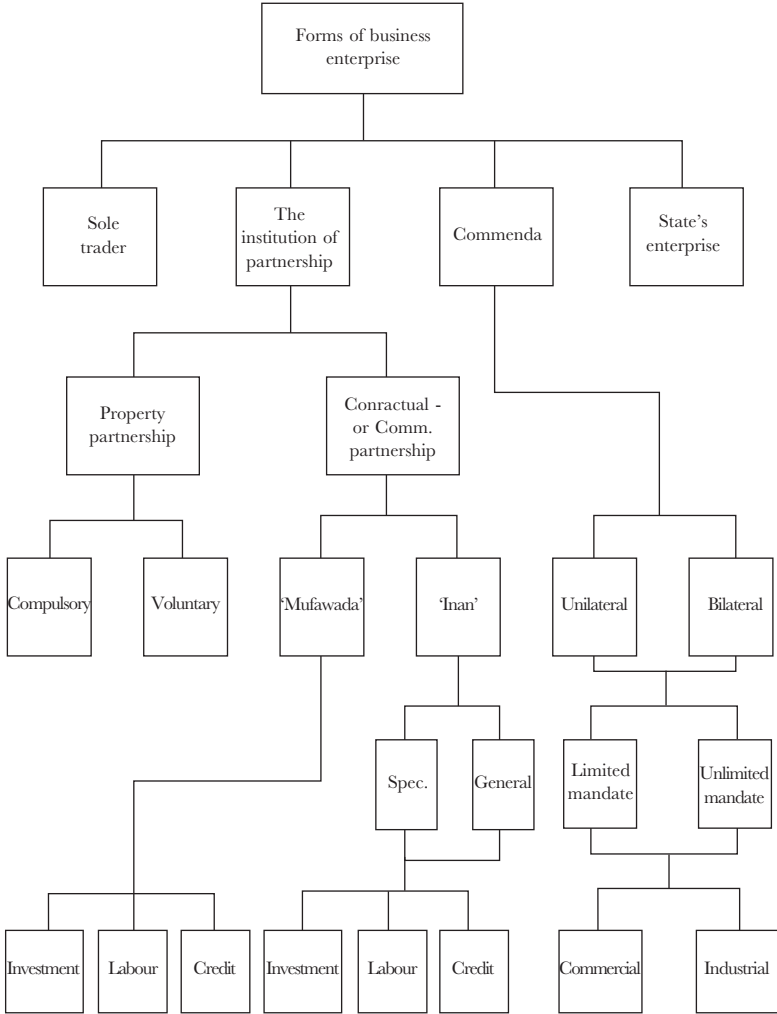 Forms of business
enterprise
Sole
trader
The
institution of
partnership
Commenda
State’s
enterprise
Property
partnership
Conractual -
or Comm.
partnership
Compulsory
Voluntary
‘Mufawada’
‘Inan’
Unilateral
Bilateral
Spec.
General
Limited
mandate
Unlimited
mandate
Investment
Labour
Credit
Investment
Labour
Credit
Commercial
Industrial